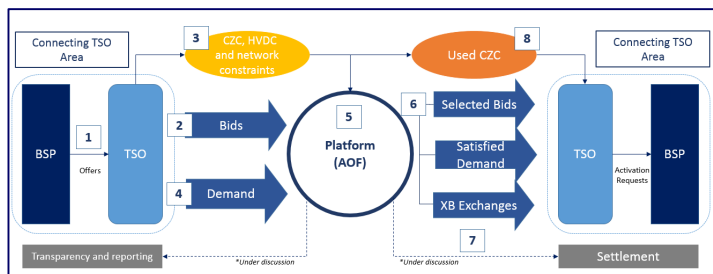 Connecting TSO
Area
3
CZC, HVDC
and network
constraints
Used CZC
8
Connecting TSO
Area
BSP
1
Offers
TSO
2
Bids
4
Demand
5
Platform
(AOF)
6
Selected Bids
Satisfied
Demand
XB Exchanges
7
TSO
Activation
Requests
BSP
Transparency and reporting
*Under discussion
*Under discussion
Settlement